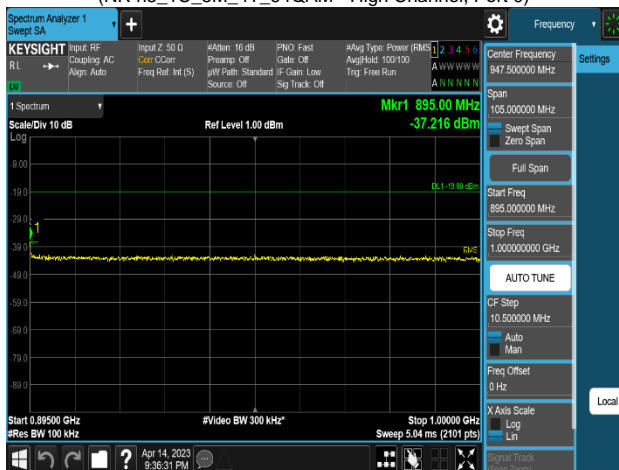 Spectrum Analyzer 1
Swept SA
+
Frequency
KEYSIGHT
RL
LW
Input: RF
Coupling: AC
Align: Auto
Input Z: 50 Ω
Corr CCorr
Freq Ref: Int (S)
#Atten: 16 dB
Preamp: Off
µW Path: Standard
Source: Off
PNO: Fast
Gate: Off
IF Gain: Low
Sig Track: Off
#Avg Type: Power (RMS)
Avg|Hold: 100/100
Trig: Free Run
1 2 3 4 5 6
A W W W W W
A N N N N N
1 Spectrum
Scale/Div 10 dB
Log
Ref Level 1.00 dBm
Mkr1 895.00 MHz
-37.216 dBm
-9.00
-19.0
-29.0
-39.0
-49.0
-59.0
-69.0
-79.0
-89.0
DL1 -19.00 dBm
1
RMS
Start 0.89500 GHz
#Res BW 100 kHz
#Video BW 300 kHz*
Stop 1.00000 GHz
Sweep 5.04 ms (2101 pts)
Apr 14, 2023
9:36:31 PM
Center Frequency
947.500000 MHz
Settings
Span
105.000000 MHz
Swept Span
Zero Span
Full Span
Start Freq
895.000000 MHz
Stop Freq
1.000000000 GHz
AUTO TUNE
CF Step
10.500000 MHz
Auto
Man
Freq Offset
0 Hz
Local
X Axis Scale
Log
Lin
Signal Track
(Span Zoom)